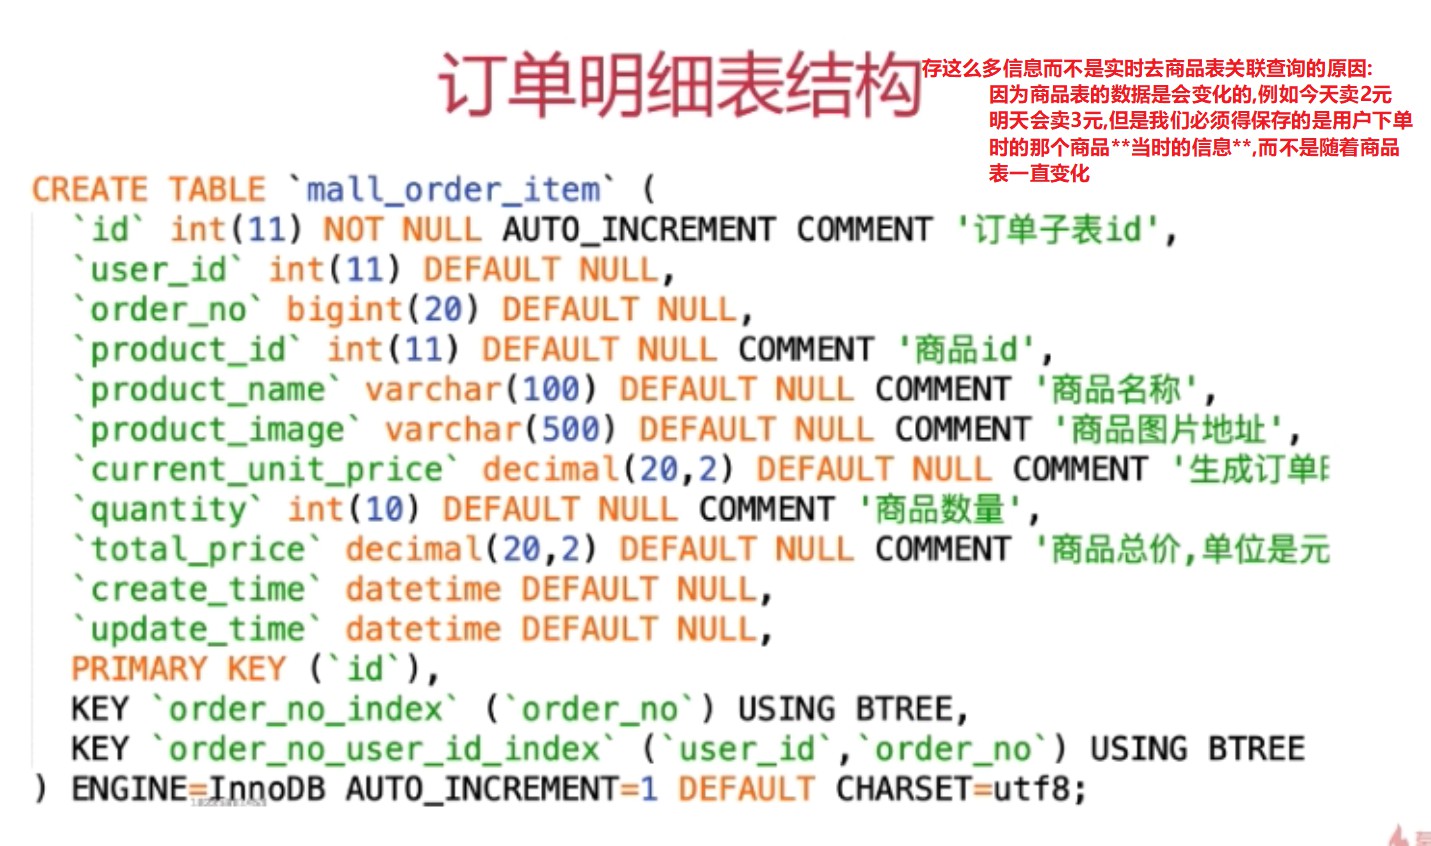 订单明细表结构
存这么多信息而不是实时去商品表关联查询的原因:
因为商品表的数据是会变化的,例如今天卖2元
明天会卖3元,但是我们必须得保存的是用户下单
时的那个商品**当时的信息**,而不是随着商品
表一直变化
CREATE TABLE `mall_order_item` (
`id` int(11) NOT NULL AUTO_INCREMENT COMMENT '订单子表id',
`user_id` int(11) DEFAULT NULL,
`order_no` bigint(20) DEFAULT NULL,
`product_id` int(11) DEFAULT NULL COMMENT '商品id',
`product_name` varchar(100) DEFAULT NULL COMMENT '商品名称',
`product_image` varchar(500) DEFAULT NULL COMMENT '商品图片地址',
`current_unit_price` decimal(20,2) DEFAULT NULL COMMENT '生成订单
`quantity` int(10) DEFAULT NULL COMMENT '商品数量',
`total_price` decimal(20,2) DEFAULT NULL COMMENT '商品总价,单位是元
`create_time` datetime DEFAULT NULL,
`update_time` datetime DEFAULT NULL,
PRIMARY KEY (`id`),
KEY `order_no_index` (`order_no`) USING BTREE,
KEY `order_no_user_id_index` (`user_id`,`order_no`) USING BTREE
) ENGINE=InnoDB AUTO_INCREMENT=1 DEFAULT CHARSET=utf8;